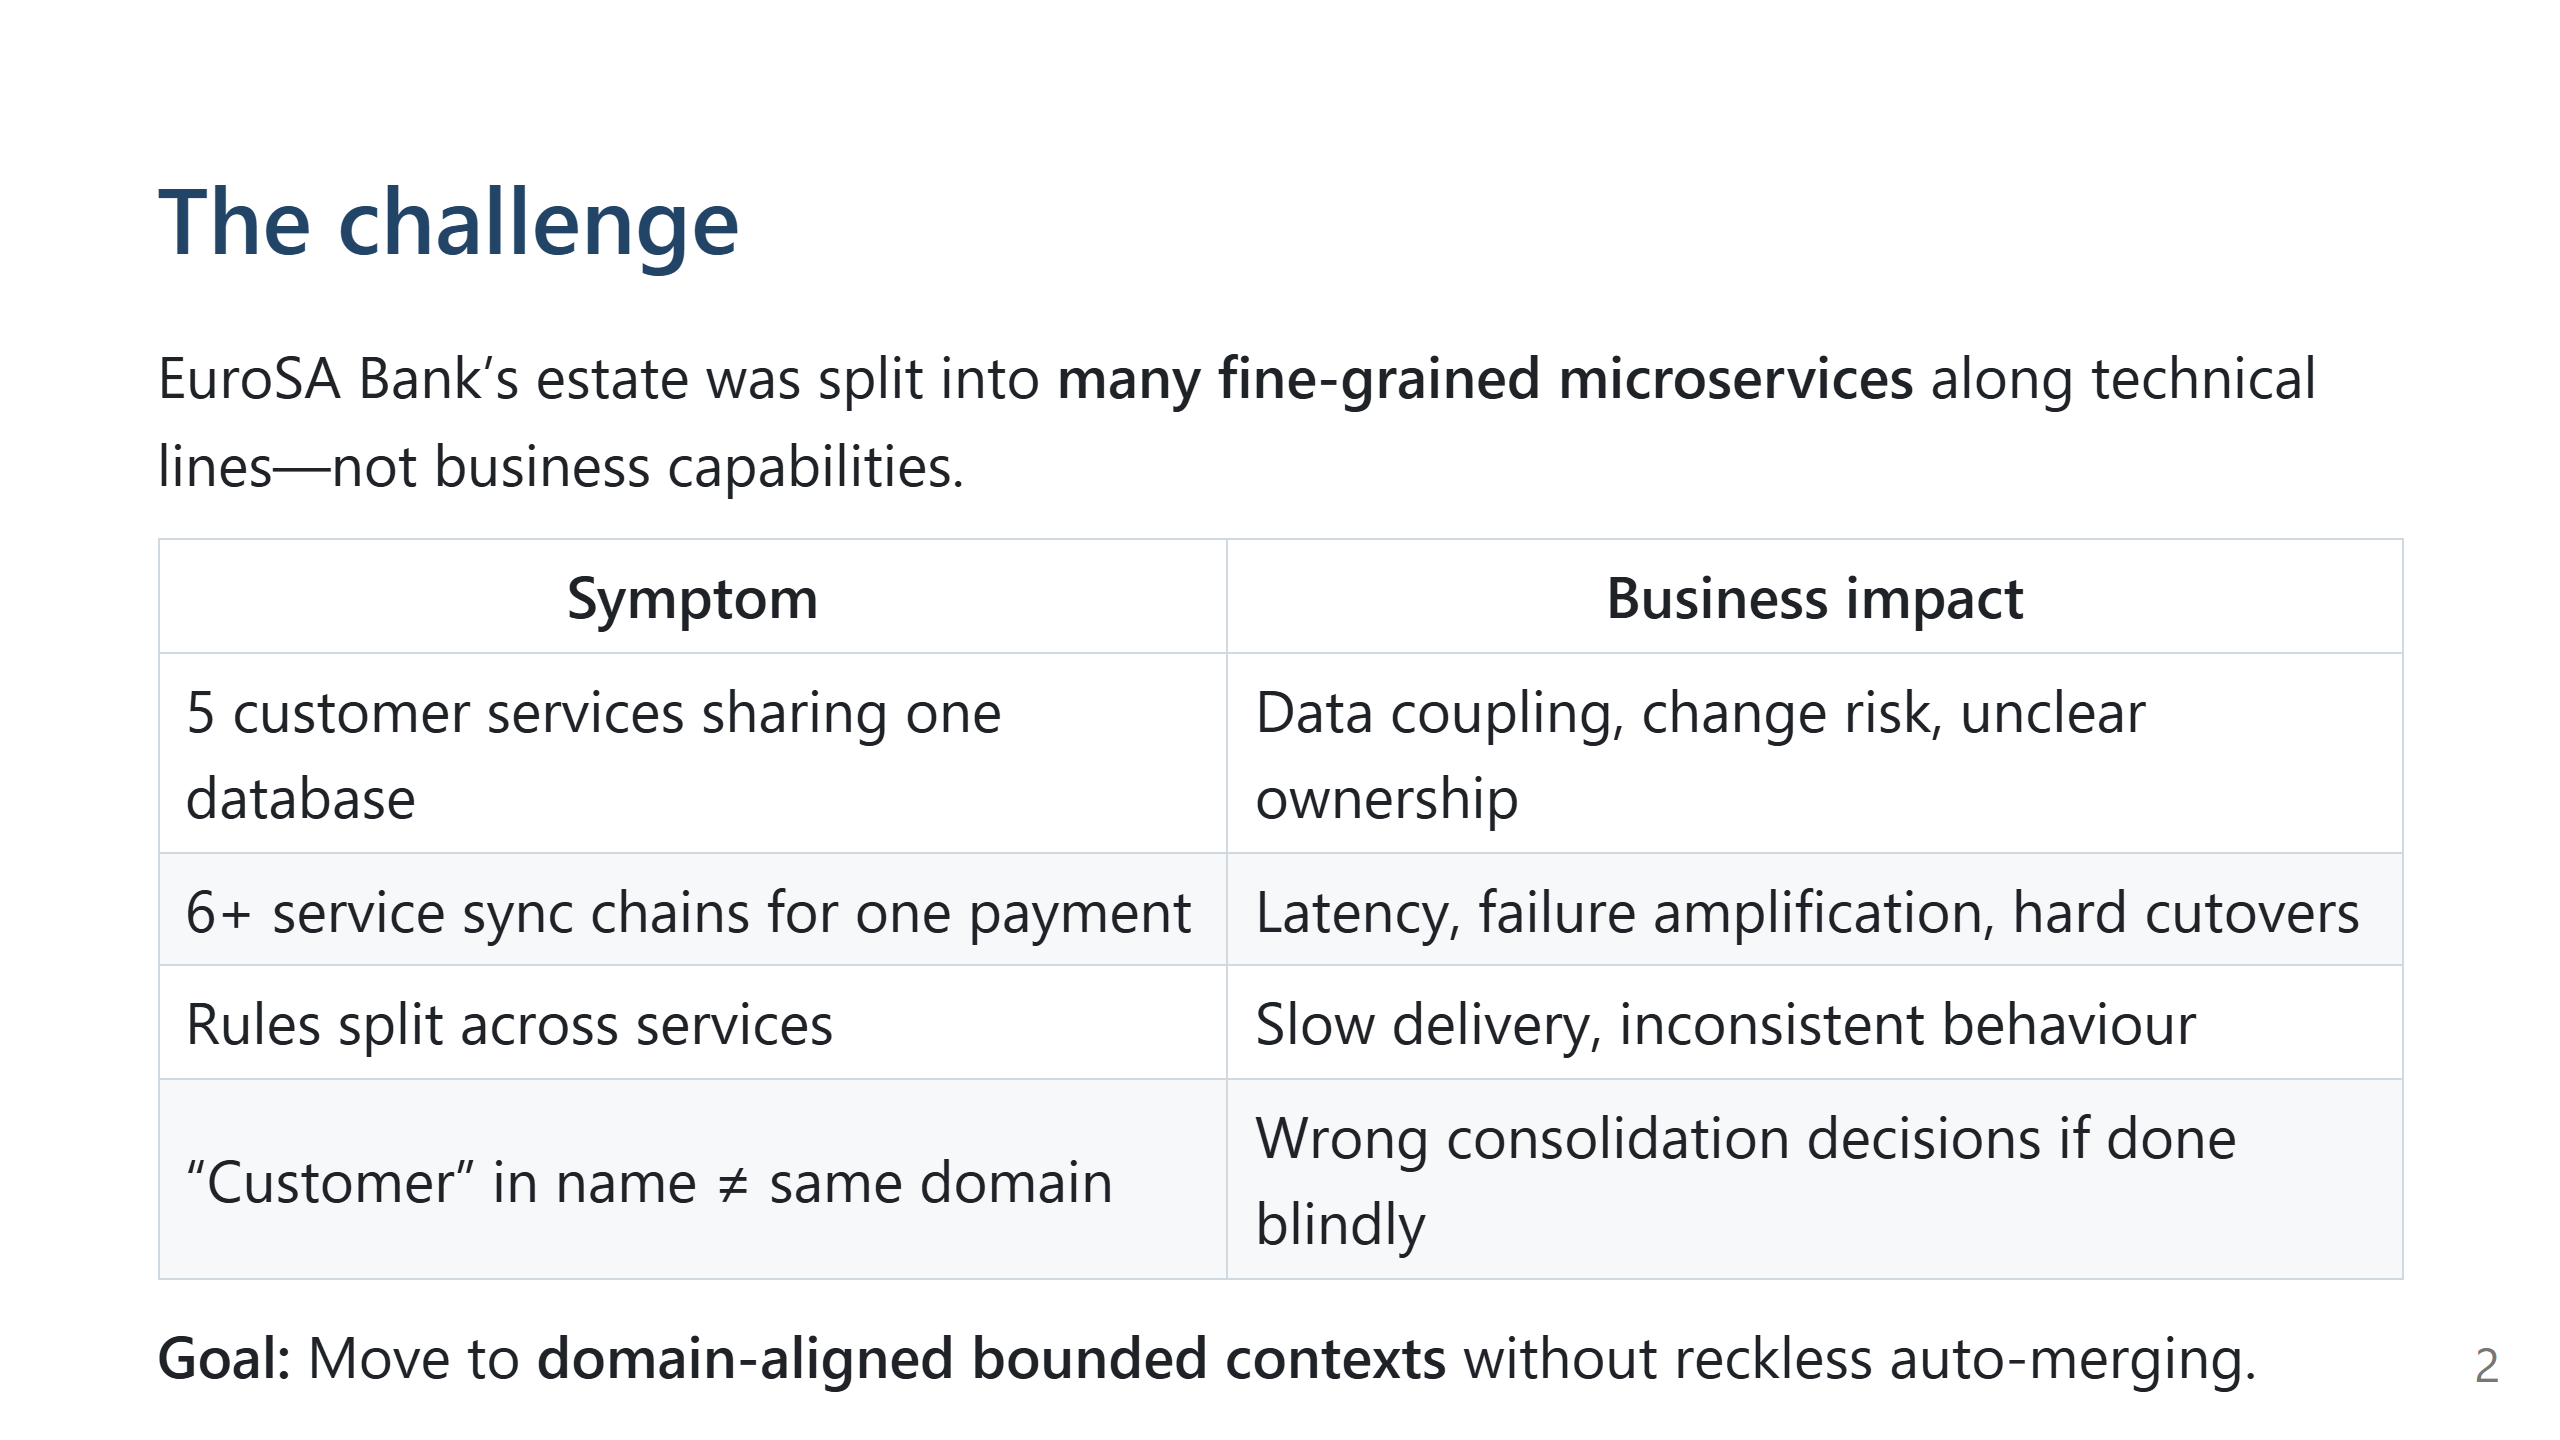 The challenge
EuroSA Bank’s estate was split into many fine-grained microservices along technical
lines—not business capabilities.
Symptom
Business impact
5 customer services sharing one
database
Data coupling, change risk, unclear
ownership
6+ service sync chains for one payment
Latency, failure amplification, hard cutovers
Rules split across services
Slow delivery, inconsistent behaviour
“Customer” in name ≠ same domain
Wrong consolidation decisions if done
blindly
Goal: Move to domain-aligned bounded contexts without reckless auto-merging.
2